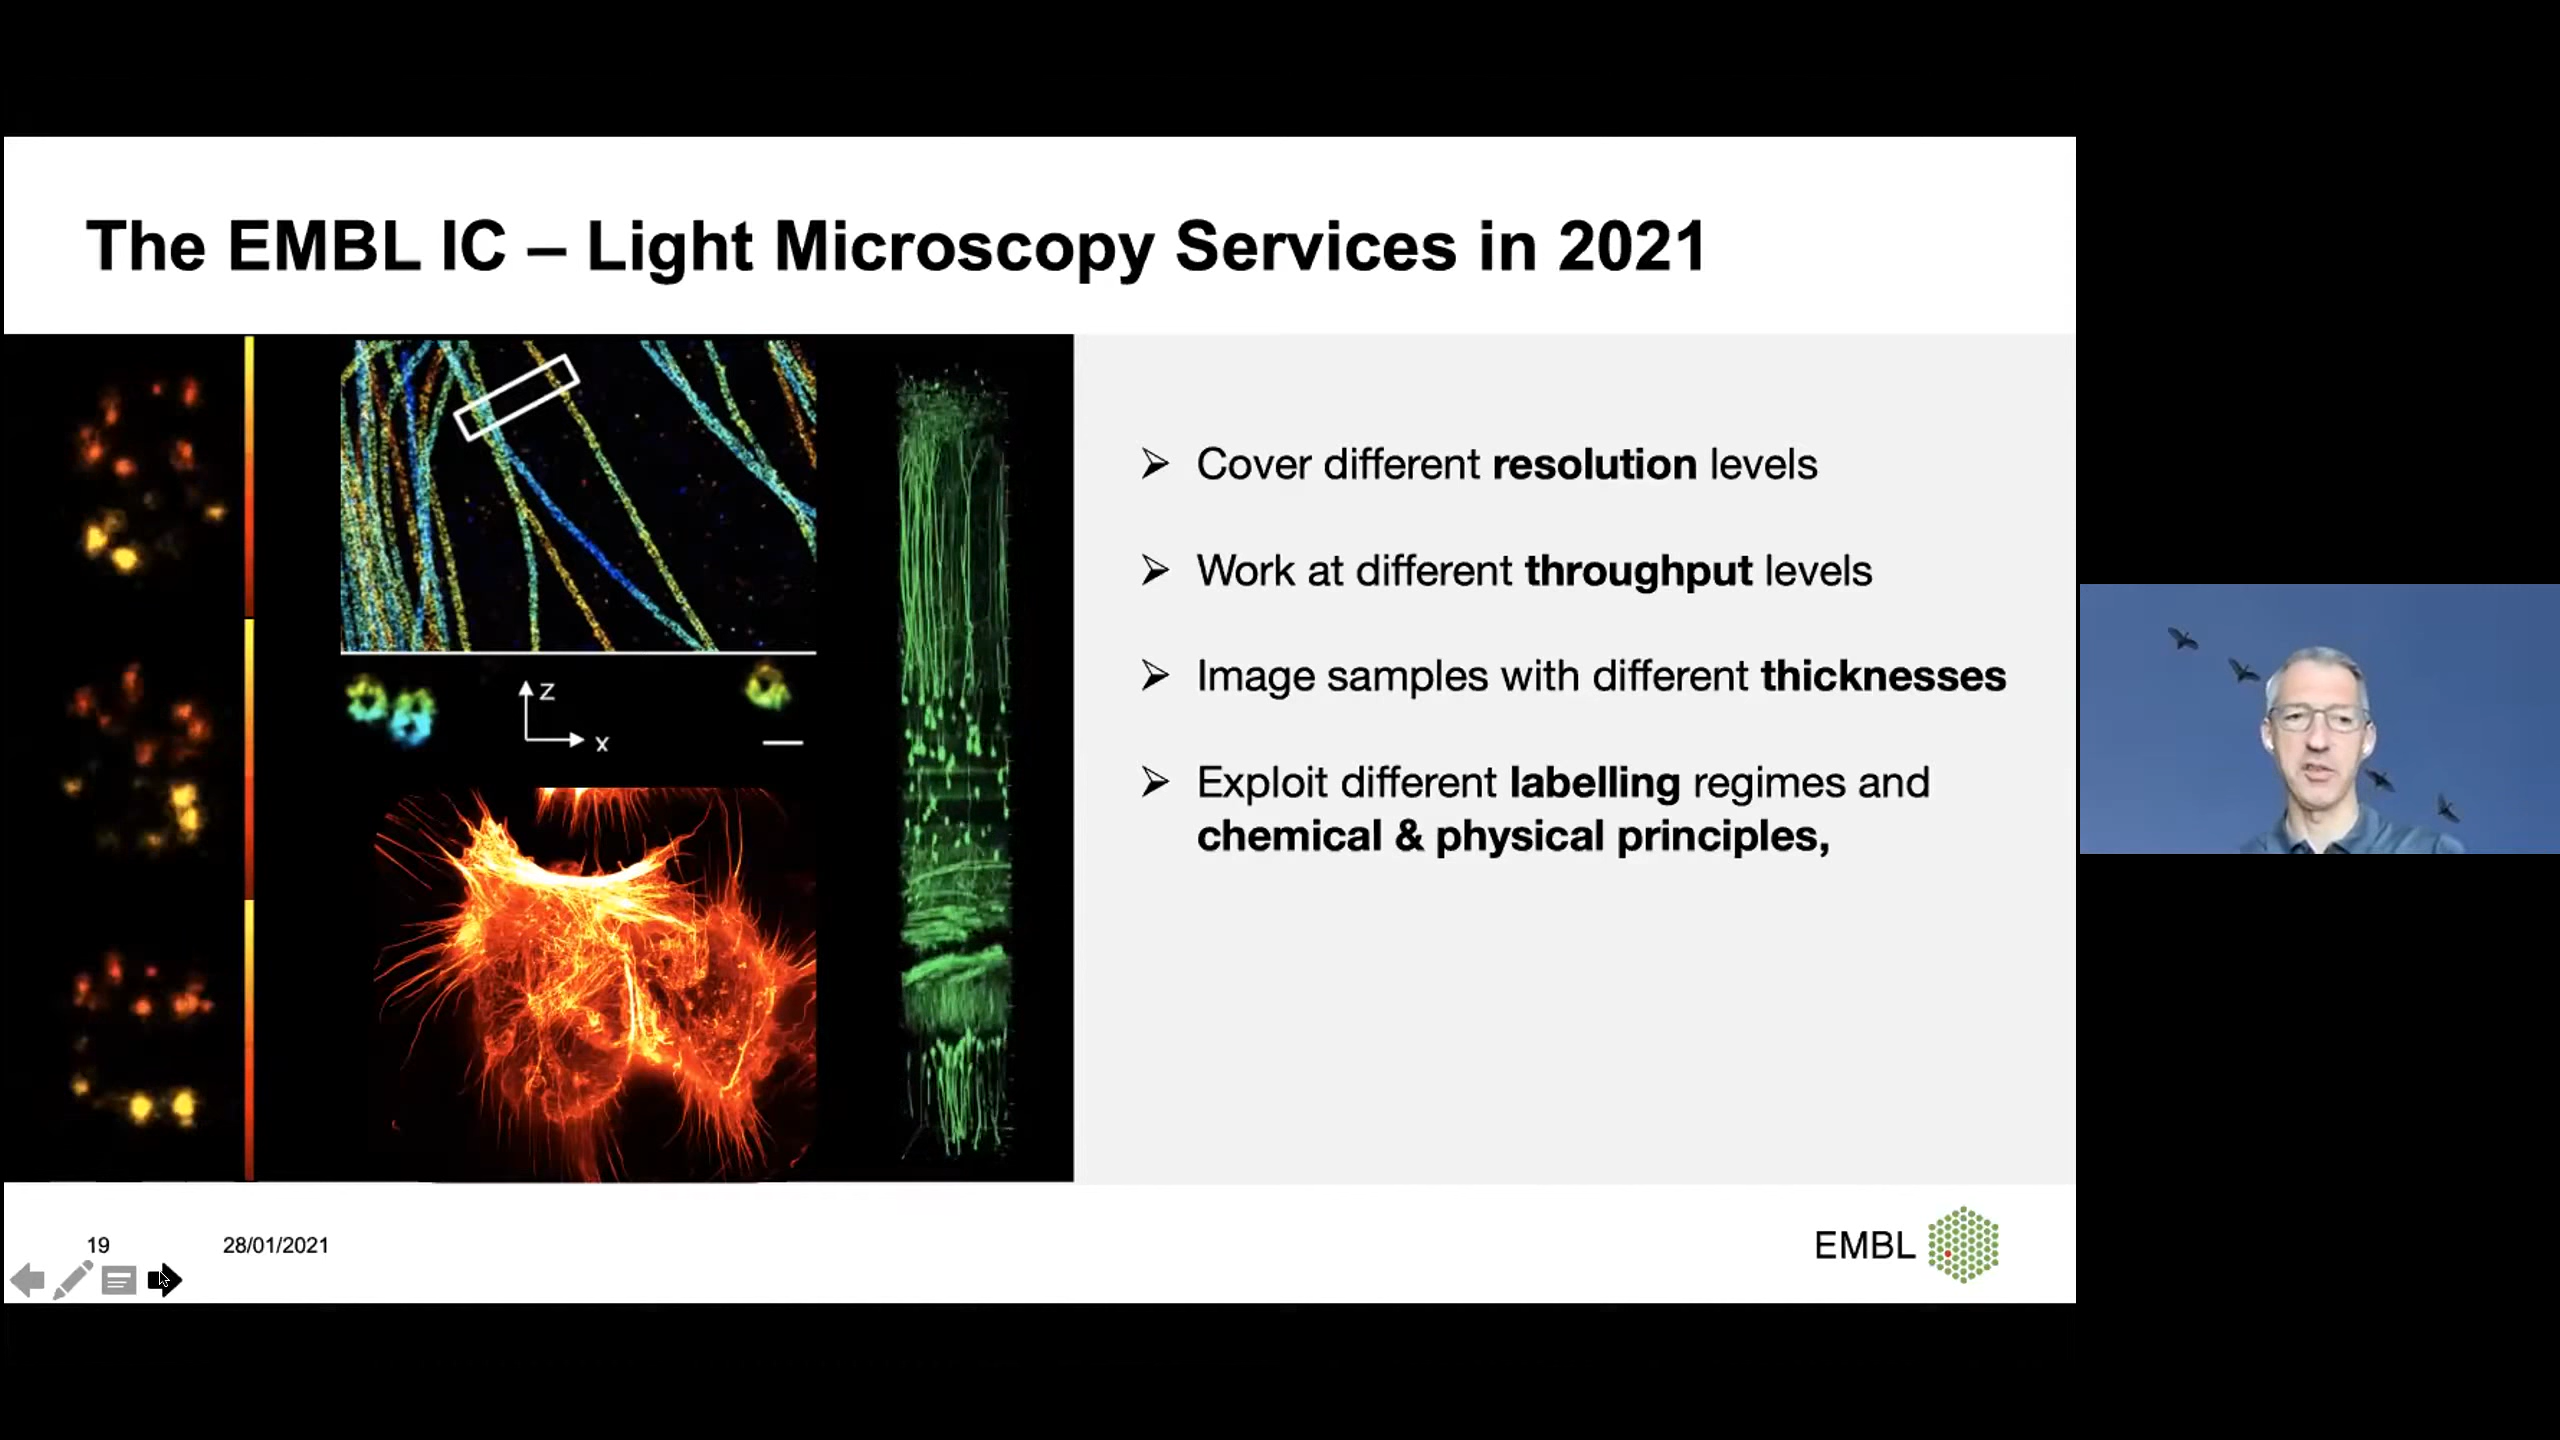 The EMBL IC – Light Microscopy Services in 2021
z
x
➢ Cover different resolution levels
➢ Work at different throughput levels
➢ Image samples with different thicknesses
➢ Exploit different labelling regimes and
chemical & physical principles,
19
28/01/2021
EMBL